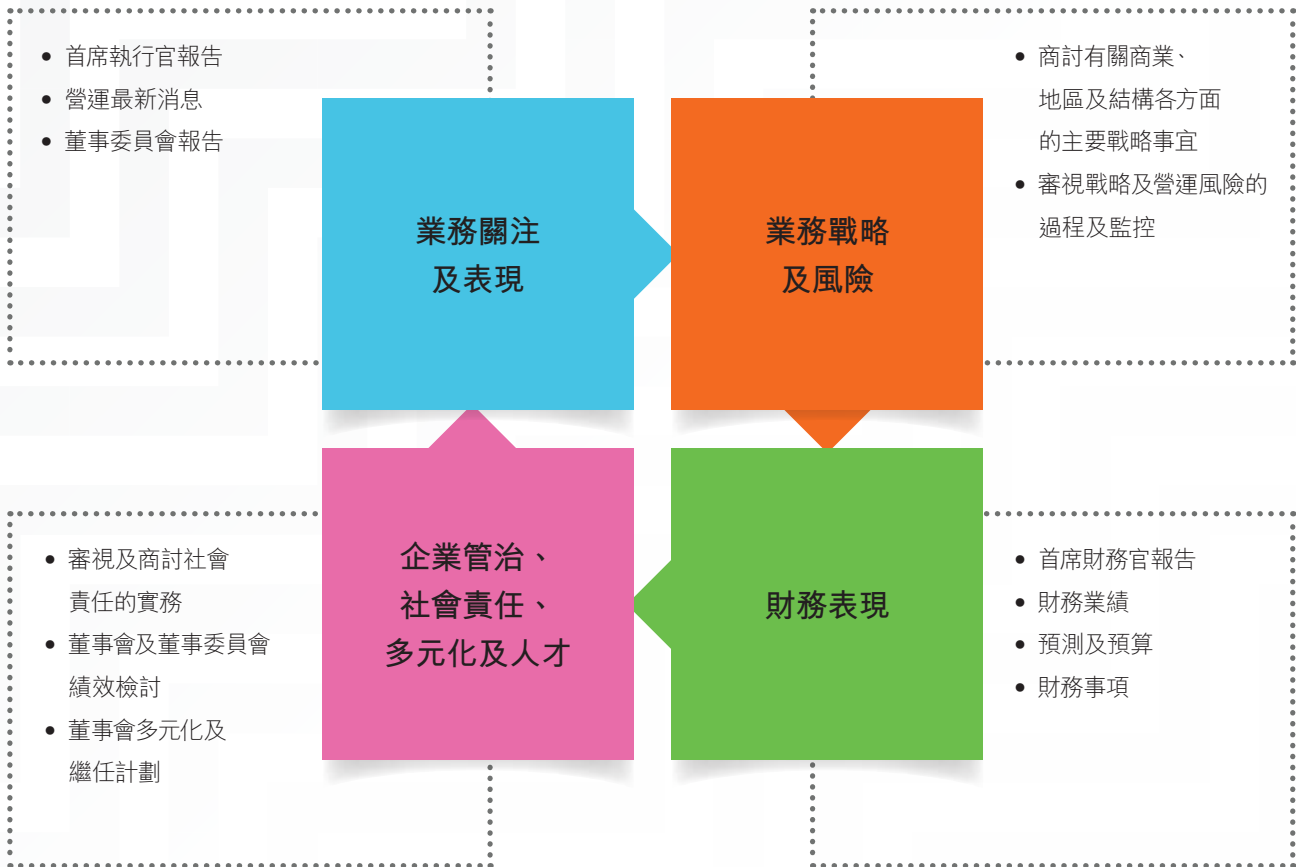 • 首席執行官報告
• 營運最新消息
• 董事委員會報告
業務關注
及表現
業務戰略
及風險
• 商討有關商業、
地區及結構各方面
的主要戰略事宜
• 審視戰略及營運風險的
過程及監控
• 審視及商討社會
責任的實務
• 董事會及董事委員會
績效檢討
• 董事會多元化及
繼任計劃
企業管治、
社會責任、
多元化及人才
財務表現
• 首席財務官報告
• 財務業績
• 預測及預算
• 財務事項